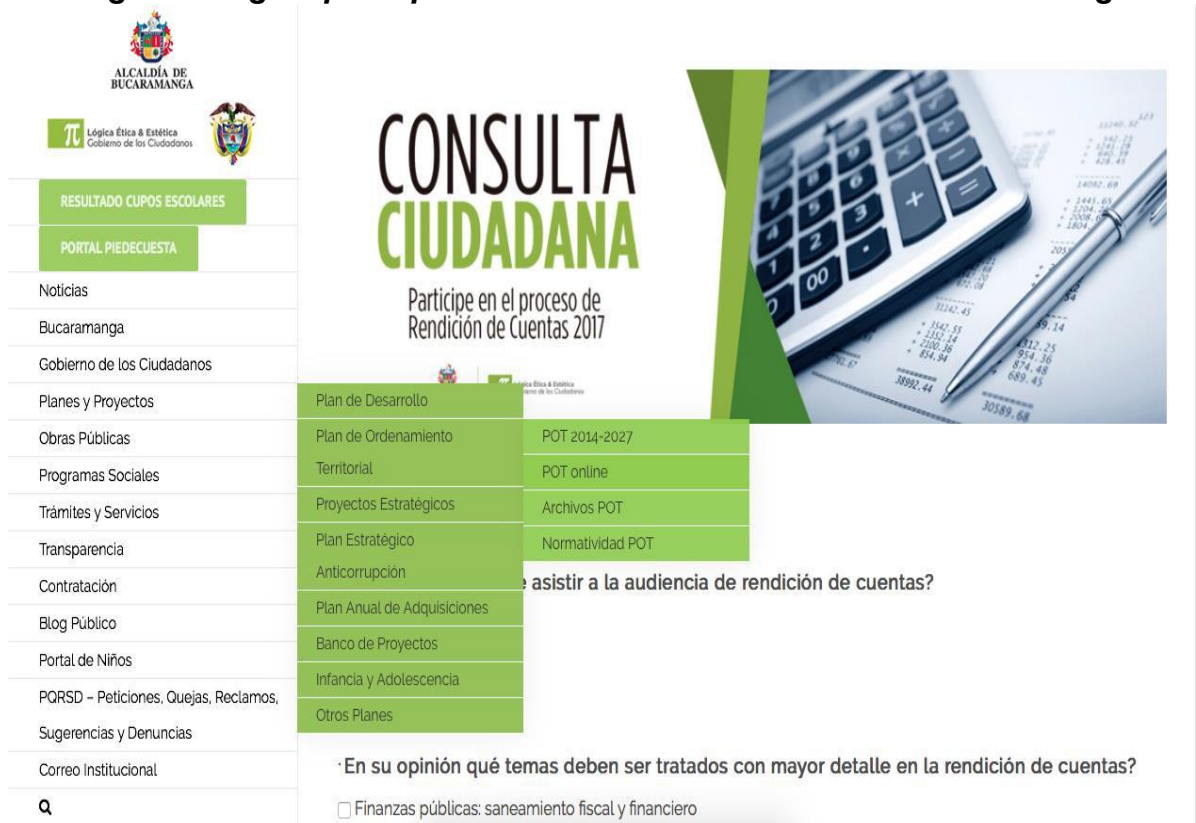 ALCALDÍA DE
BUCARAMANGA
π Lógica Ética & Estética
Gobierno de los Ciudadanos
RESULTADO CUPOS ESCOLARES
PORTAL PIEDECUESTA
Noticias
Bucaramanga
Gobierno de los Ciudadanos
Planes y Proyectos
Obras Públicas
Programas Sociales
Trámites y Servicios
Transparencia
Contratación
Blog Público
Portal de Niños
PQRSD – Peticiones, Quejas, Reclamos,
Sugerencias y Denuncias
Correo Institucional
CONSULTA
CIUDADANA
Participe en el proceso de
Rendición de Cuentas 2017
Plan de Desarrollo
Plan de Ordenamiento
Territorial
Proyectos Estratégicos
Plan Estratégico
Anticorrupción
Plan Anual de Adquisiciones
Banco de Proyectos
Infancia y Adolescencia
Otros Planes
POT 2014-2027
POT online
Archivos POT
Normatividad POT
asistir a la audiencia de rendición de cuentas?
En su opinión qué temas deben ser tratados con mayor detalle en la rendición de cuentas?
Finanzas públicas: saneamiento fiscal y financiero